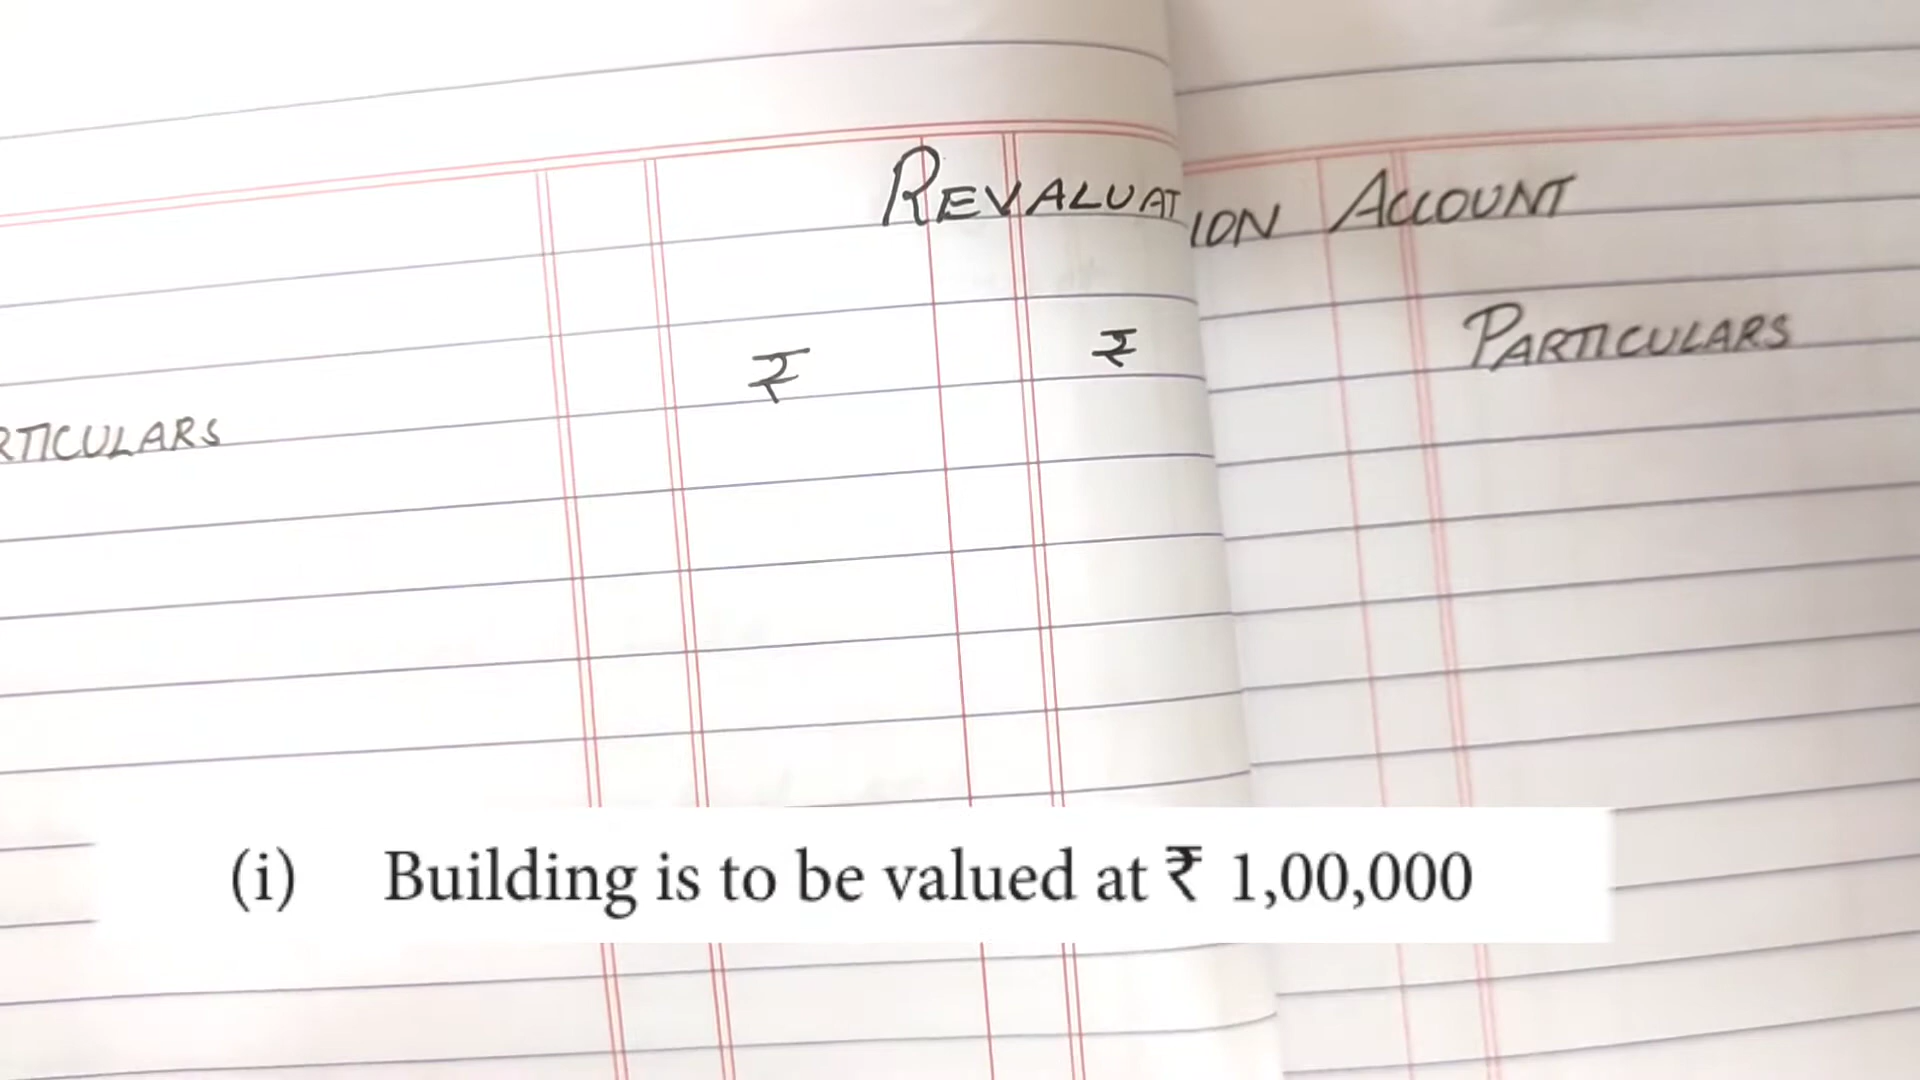 REVALUATION ACCOUNT
RTICULARS ₹ ₹ PARTICULARS
(i) Building is to be valued at ₹ 1,00,000